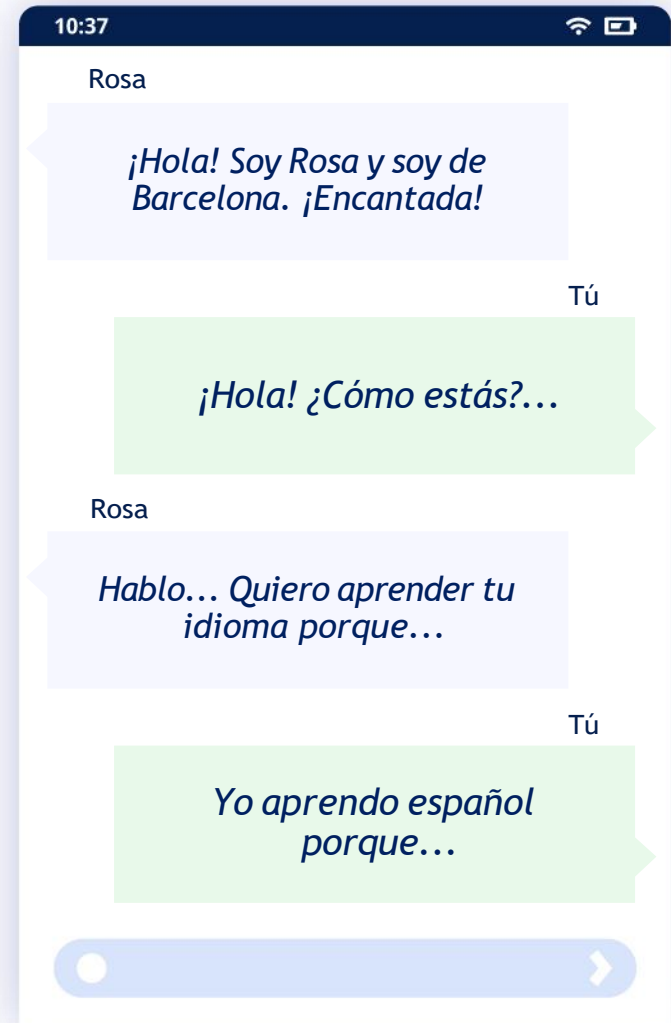 10:37
Rosa
¡Hola! Soy Rosa y soy de
Barcelona. ¡Encantada!
Tú
¡Hola! ¿Cómo estás?...
Rosa
Hablo... Quiero aprender tu
idioma porque...
Tú
Yo aprendo español
porque...